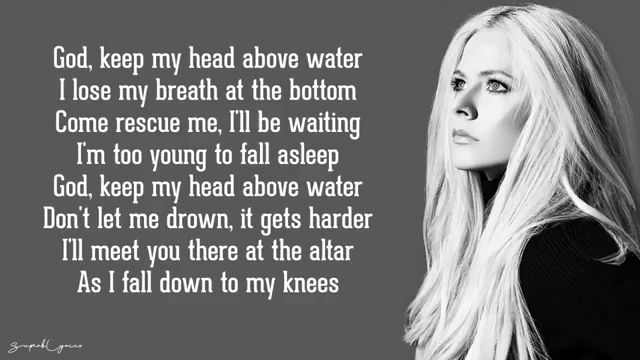 God, keep my head above water
I lose my breath at the bottom
Come rescue me, I'll be waiting
I'm too young to fall asleep
God, keep my head above water
Don't let me drown, it gets harder
I'll meet you there at the altar
As I fall down to my knees
SuperbLyrics